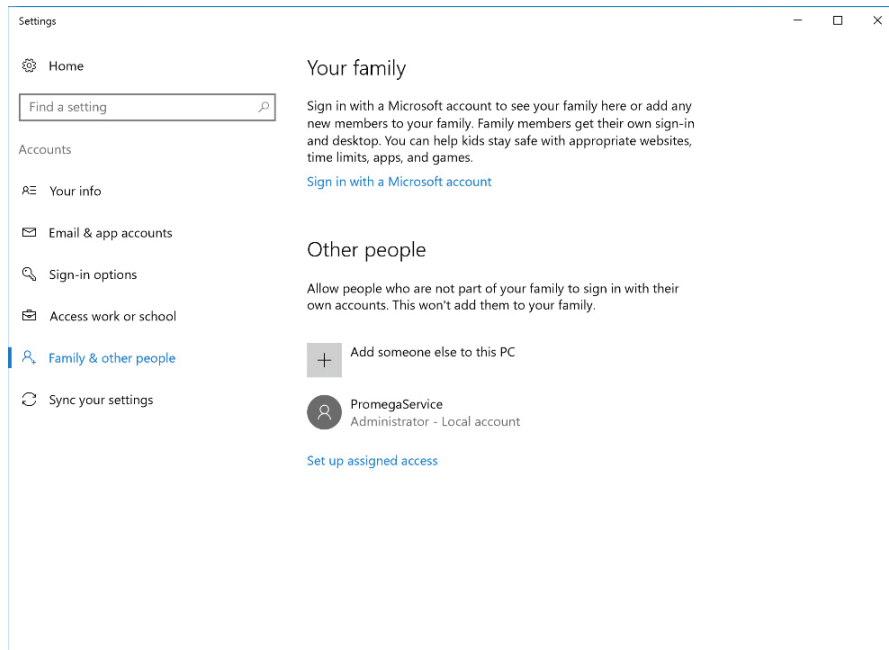 Settings
Home
Find a setting
Accounts
Your info
Email & app accounts
Sign-in options
Access work or school
Family & other people
Sync your settings
Your family
Sign in with a Microsoft account to see your family here or add any
new members to your family. Family members get their own sign-in
and desktop. You can help kids stay safe with appropriate websites,
time limits, apps, and games.
Sign in with a Microsoft account
Other people
Allow people who are not part of your family to sign in with their
own accounts. This won't add them to your family.
Add someone else to this PC
PromegaService
Administrator - Local account
Set up assigned access